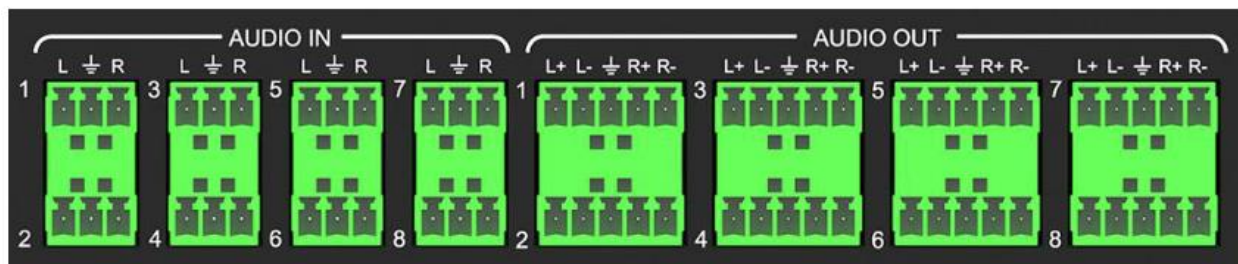 AUDIO IN AUDIO OUT
L ⏚ R L ⏚ R L ⏚ R L ⏚ R L+ L- ⏚ R+ R- L+ L- ⏚ R+ R- L+ L- ⏚ R+ R- L+ L- ⏚ R+ R-
1 3 5 7 1 3 5 7
2 4 6 8 2 4 6 8